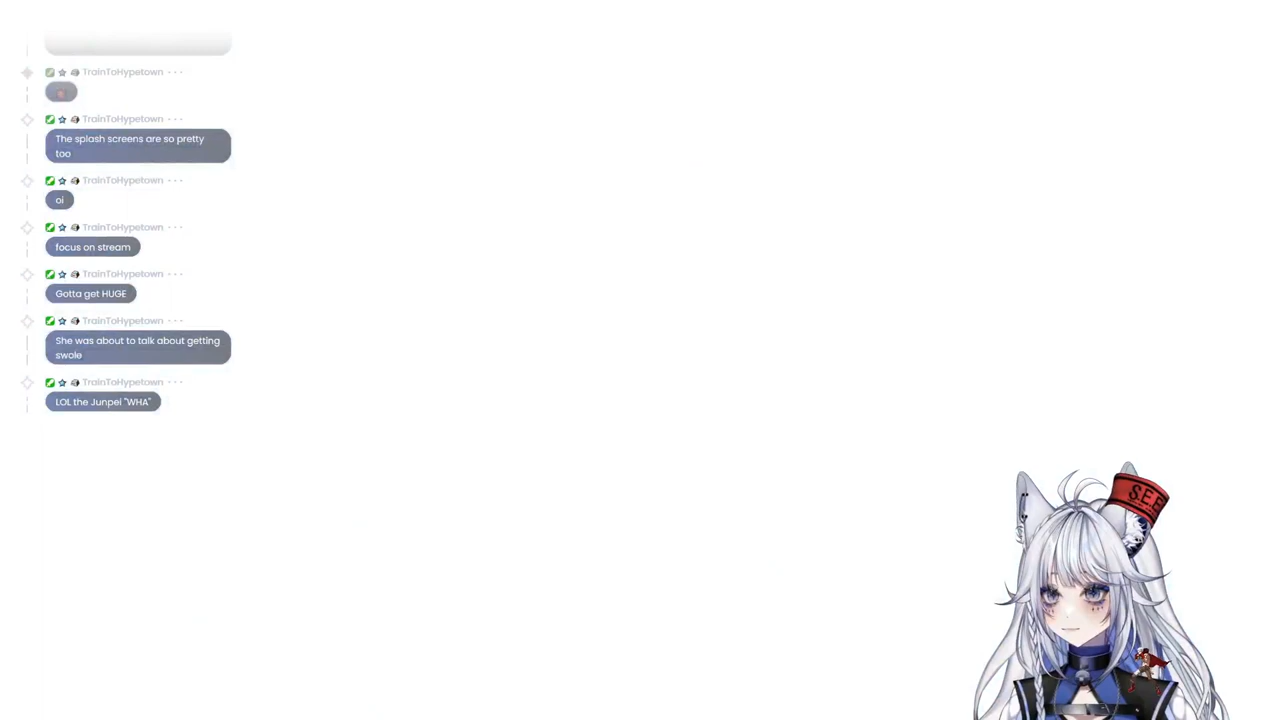 TrainToHypetown ···
TrainToHypetown ···
The splash screens are so pretty
too
TrainToHypetown ···
oi
TrainToHypetown ···
focus on stream
TrainToHypetown ···
Gotta get HUGE
TrainToHypetown ···
She was about to talk about getting
swole
TrainToHypetown ···
LOL the Junpei "WHA"
S.E.E